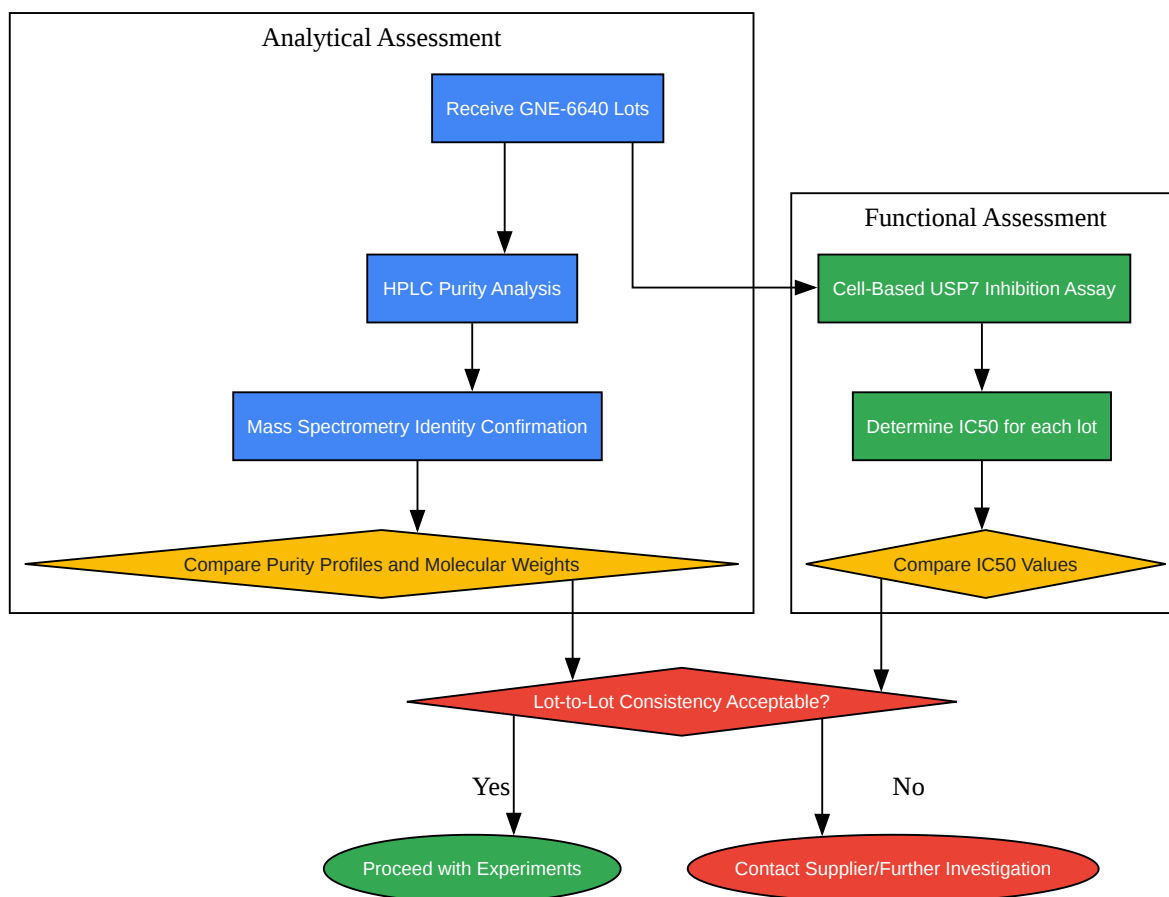 Analytical Assessment
Receive GNE-6640 Lots
Functional Assessment
HPLC Purity Analysis
Cell-Based USP7 Inhibition Assay
Mass Spectrometry Identity Confirmation
Determine IC50 for each lot
Compare Purity Profiles and Molecular Weights
Compare IC50 Values
Lot-to-Lot Consistency Acceptable?
Yes
No
Proceed with Experiments
Contact Supplier/Further Investigation